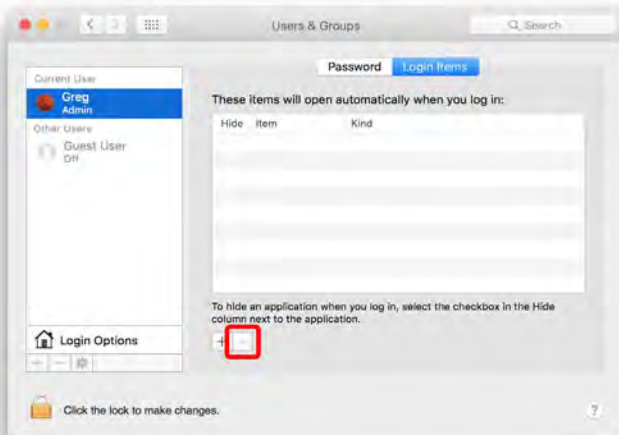 Users & Groups
Search
Password Login Items
Current User
Greg
Admin
Other Users
Guest User
Off
Login Options
+ −
These items will open automatically when you log in:
Hide Item Kind
To hide an application when you log in, select the checkbox in the Hide
column next to the application.
+ −
Click the lock to make changes.
?